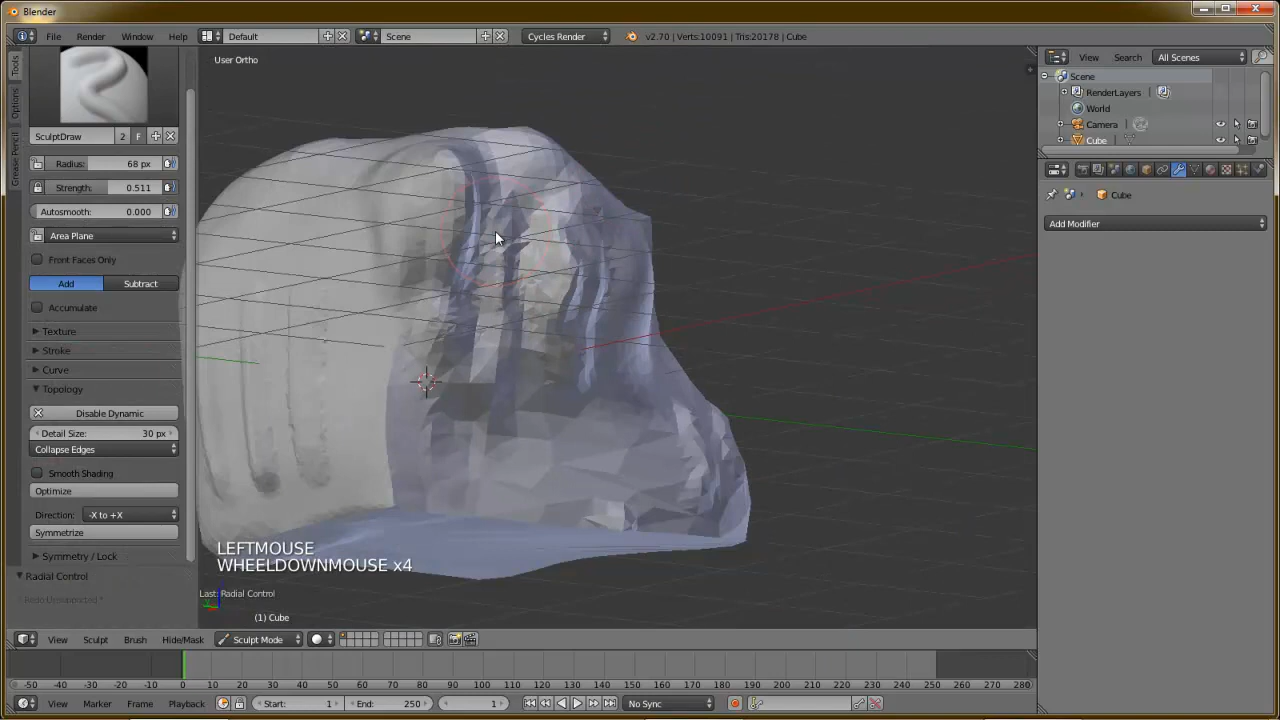 Blender
File Render Window Help Default Scene Cycles Render v2.70 | Verts:10091 | Tris:20178 | Cube
View Search All Scenes
Scene
RenderLayers
World
Camera
Cube
Cube
Add Modifier
Tools
Options
Grease Pencil
SculptDraw 2 F
Radius: 68 px
Strength: 0.511
Autosmooth: 0.000
Area Plane
Front Faces Only
Add Subtract
Accumulate
Texture
Stroke
Curve
Topology
Disable Dynamic
Detail Size: 30 px
Collapse Edges
Smooth Shading
Optimize
Direction: -X to +X
Symmetrize
Symmetry / Lock
Radial Control
User Ortho
LEFTMOUSE
WHEELDOWNMOUSE x4
Last: Radial Control
(1) Cube
View Sculpt Brush Hide/Mask Sculpt Mode
-50 -40 -30 -20 -10 0 10 20 30 40 50 60 70 80 90 100 110 120 130 140 150 160 170 180 190 200 210 220 230 240 250 260 270 280
View Marker Frame Playback Start: 1 End: 250 1 No Sync